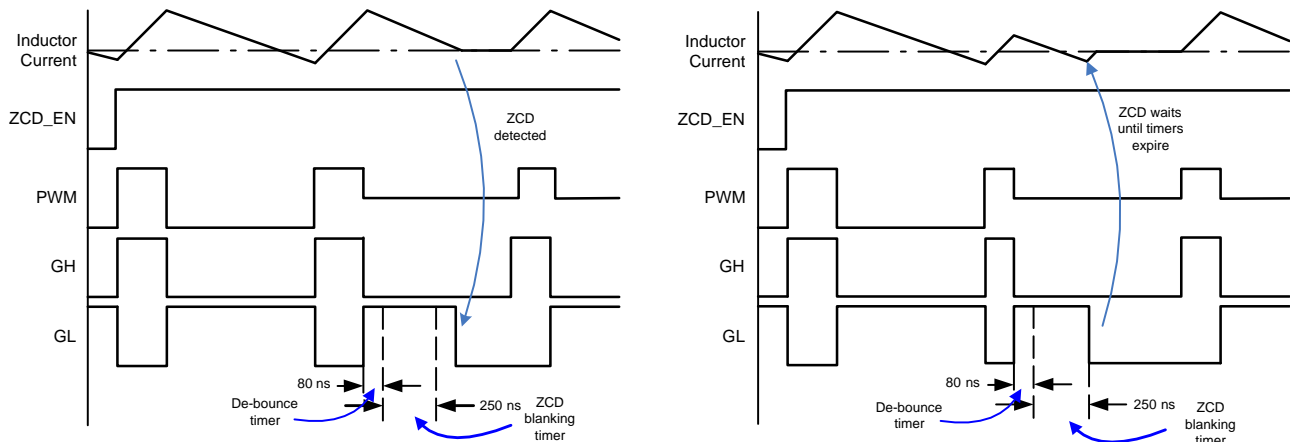 Inductor
Current
ZCD_EN
PWM
GH
GL
ZCD
detected
80 ns
De-bounce
timer
250 ns
ZCD
blanking
timer
Inductor
Current
ZCD_EN
PWM
GH
GL
ZCD waits
until timers
expire
80 ns
De-bounce
timer
250 ns
ZCD
blanking
timer